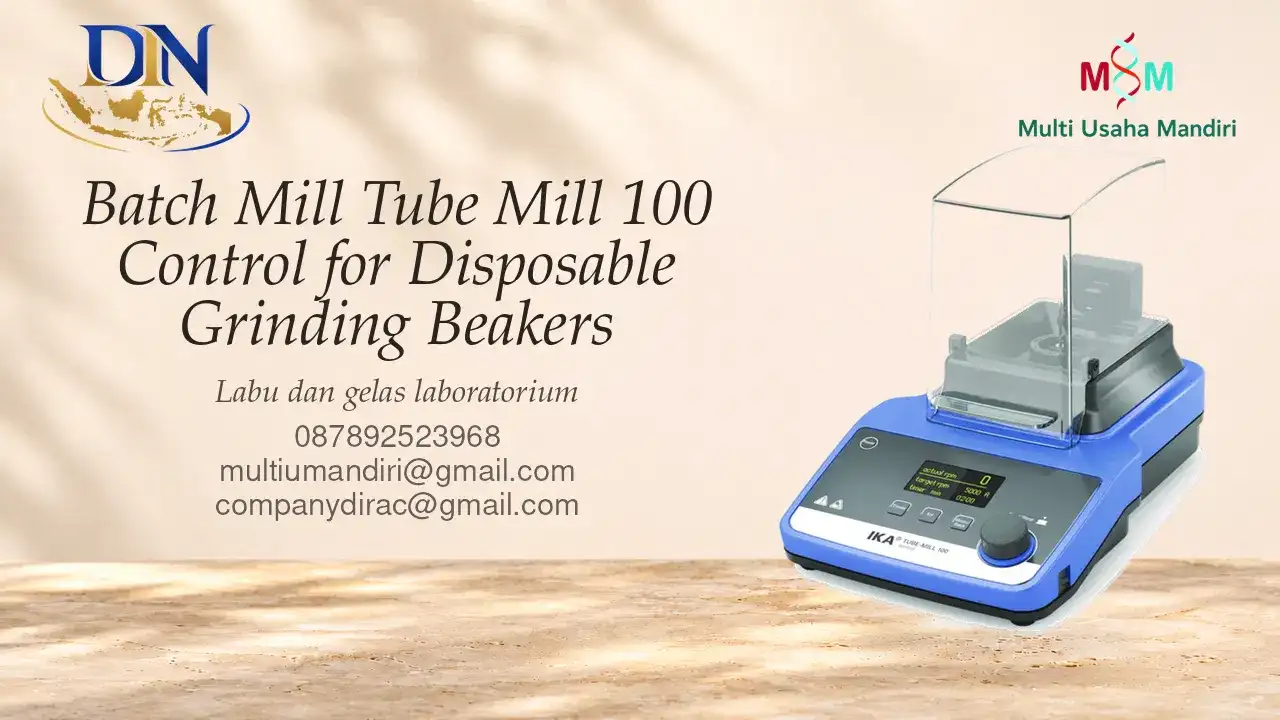 DN
M M
Multi Usaha Mandiri
Batch Mill Tube Mill 100
Control for Disposable
Grinding Beakers
Labu dan gelas laboratorium
087892523968
multiumandiri@gmail.com
companydirac@gmail.com
actual rpm 0
target rpm 5000 R
timer min 02:00
IKA® TUBE-MILL 100